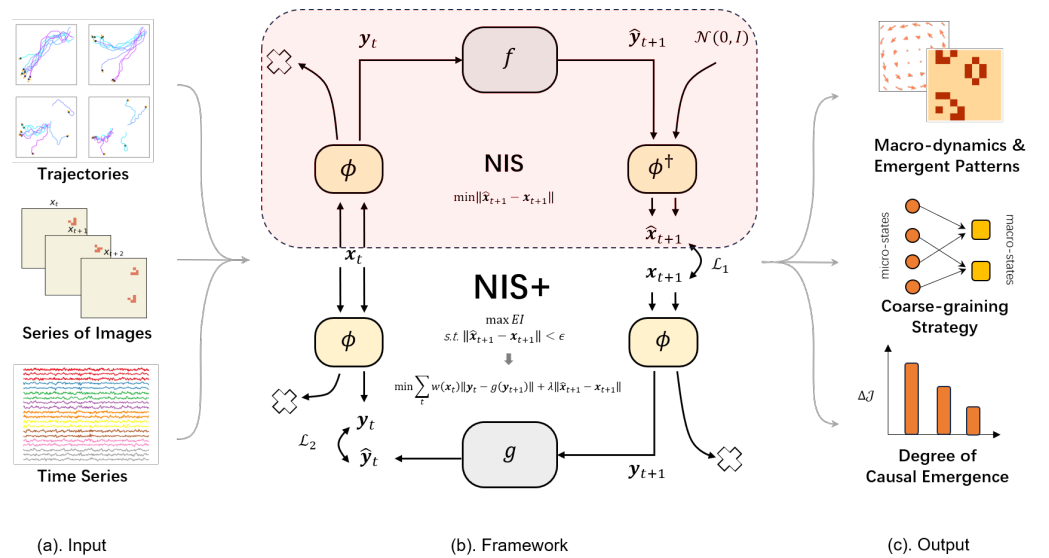 Trajectories
x_t
x_{t+1}
x_{t+2}
Series of Images
Time Series
(a). Input
y_t
f
ŷ_{t+1}
𝒩(0, I)
ϕ
NIS
min‖x̂_{t+1} − x_{t+1}‖
ϕ†
x̂_{t+1}
x_t
ℒ_1
x_{t+1}
NIS+
max EI
s.t. ‖x̂_{t+1} − x_{t+1}‖ < ϵ
ϕ
ϕ
min∑_t w(x_t)‖y_t − g(y_{t+1})‖ + λ‖x̂_{t+1} − x_{t+1}‖
y_t
ℒ_2
ŷ_t
g
y_{t+1}
(b). Framework
Macro-dynamics &
Emergent Patterns
micro-states
macro-states
Coarse-graining
Strategy
Δ𝒥
Degree of
Causal Emergence
(c). Output